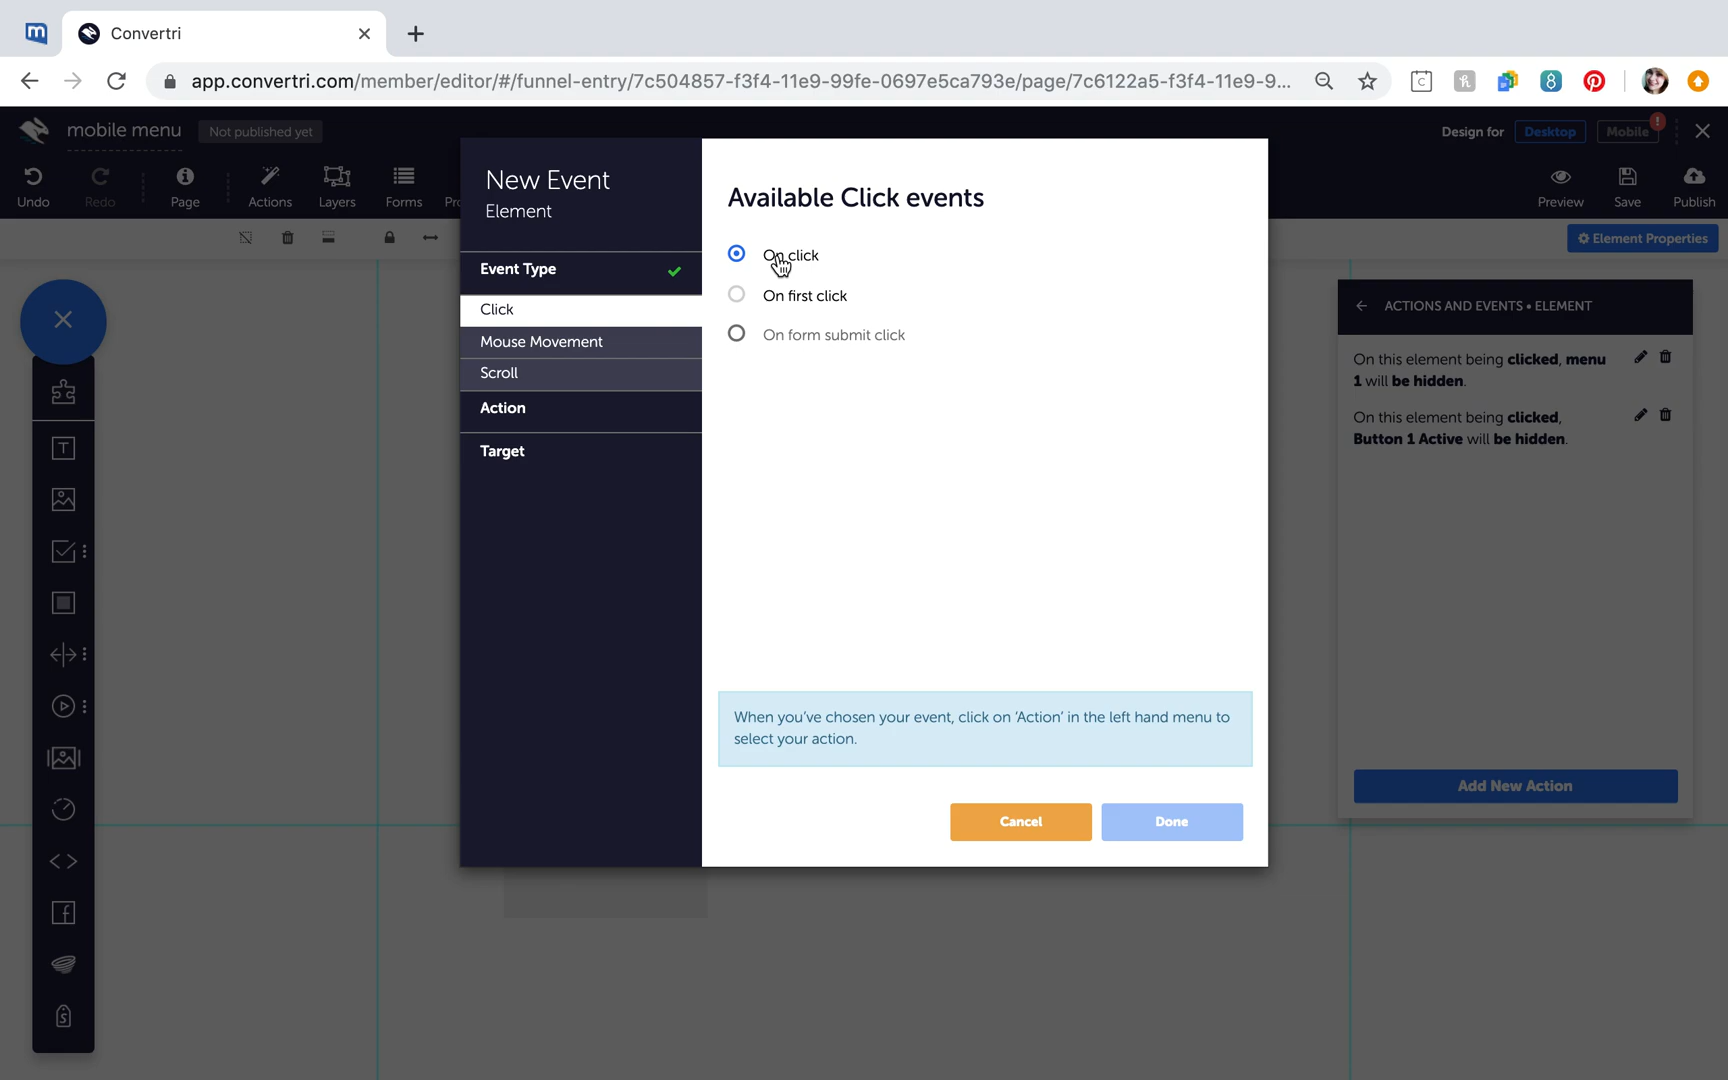 Convertri
app.convertri.com/member/editor/#/funnel-entry/7c504857-f3f4-11e9-99fe-0697e5ca793e/page/7c6122a5-f3f4-11e9-9...
mobile menu
Not published yet
Design for
Desktop
Mobile
!
Undo
Redo
Page
Actions
Layers
Forms
Preview
Save
Publish
Element Properties
New Event
Element
Event Type
Click
Mouse Movement
Scroll
Action
Target
Available Click events
On click
On first click
On form submit click
When you've chosen your event, click on 'Action' in the left hand menu to
select your action.
Cancel
Done
ACTIONS AND EVENTS • ELEMENT
On this element being clicked, menu
1 will be hidden.
On this element being clicked,
Button 1 Active will be hidden.
Add New Action